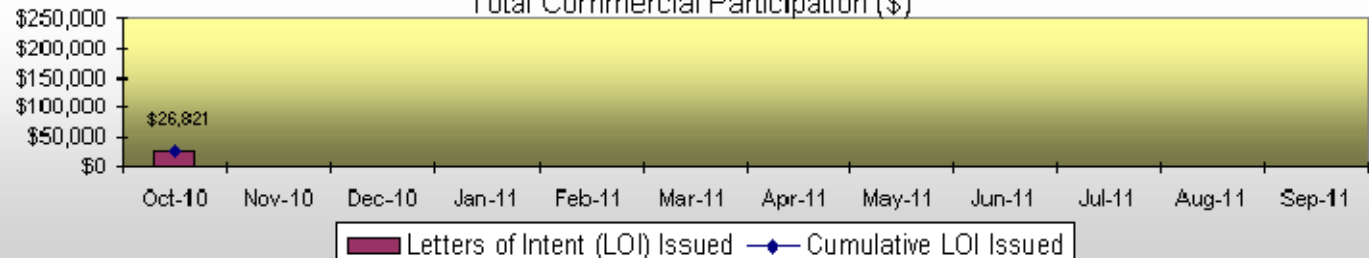 Total Commercial Participation ($)
$250,000
$200,000
$150,000
$100,000
$50,000
$0
$26,821
Oct-10 Nov-10 Dec-10 Jan-11 Feb-11 Mar-11 Apr-11 May-11 Jun-11 Jul-11 Aug-11 Sep-11
Letters of Intent (LOI) Issued Cumulative LOI Issued